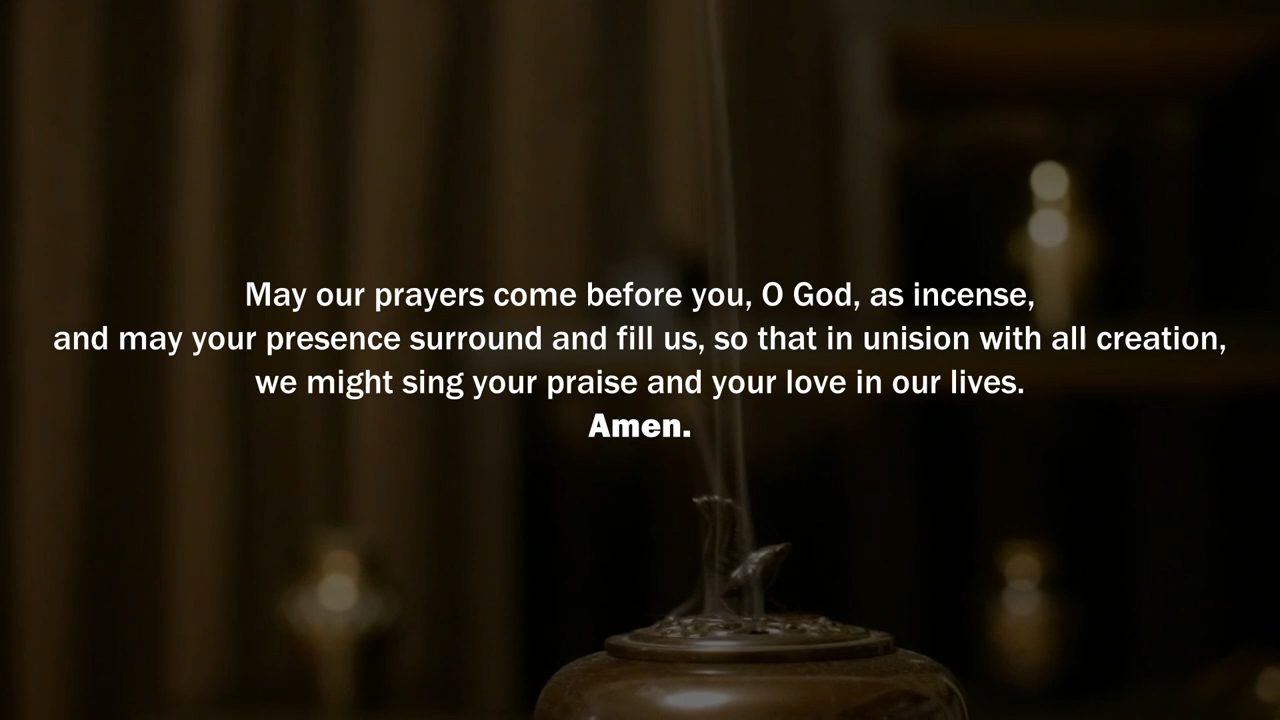 May our prayers come before you, O God, as incense,
and may your presence surround and fill us, so that in unision with all creation,
we might sing your praise and your love in our lives.
Amen.